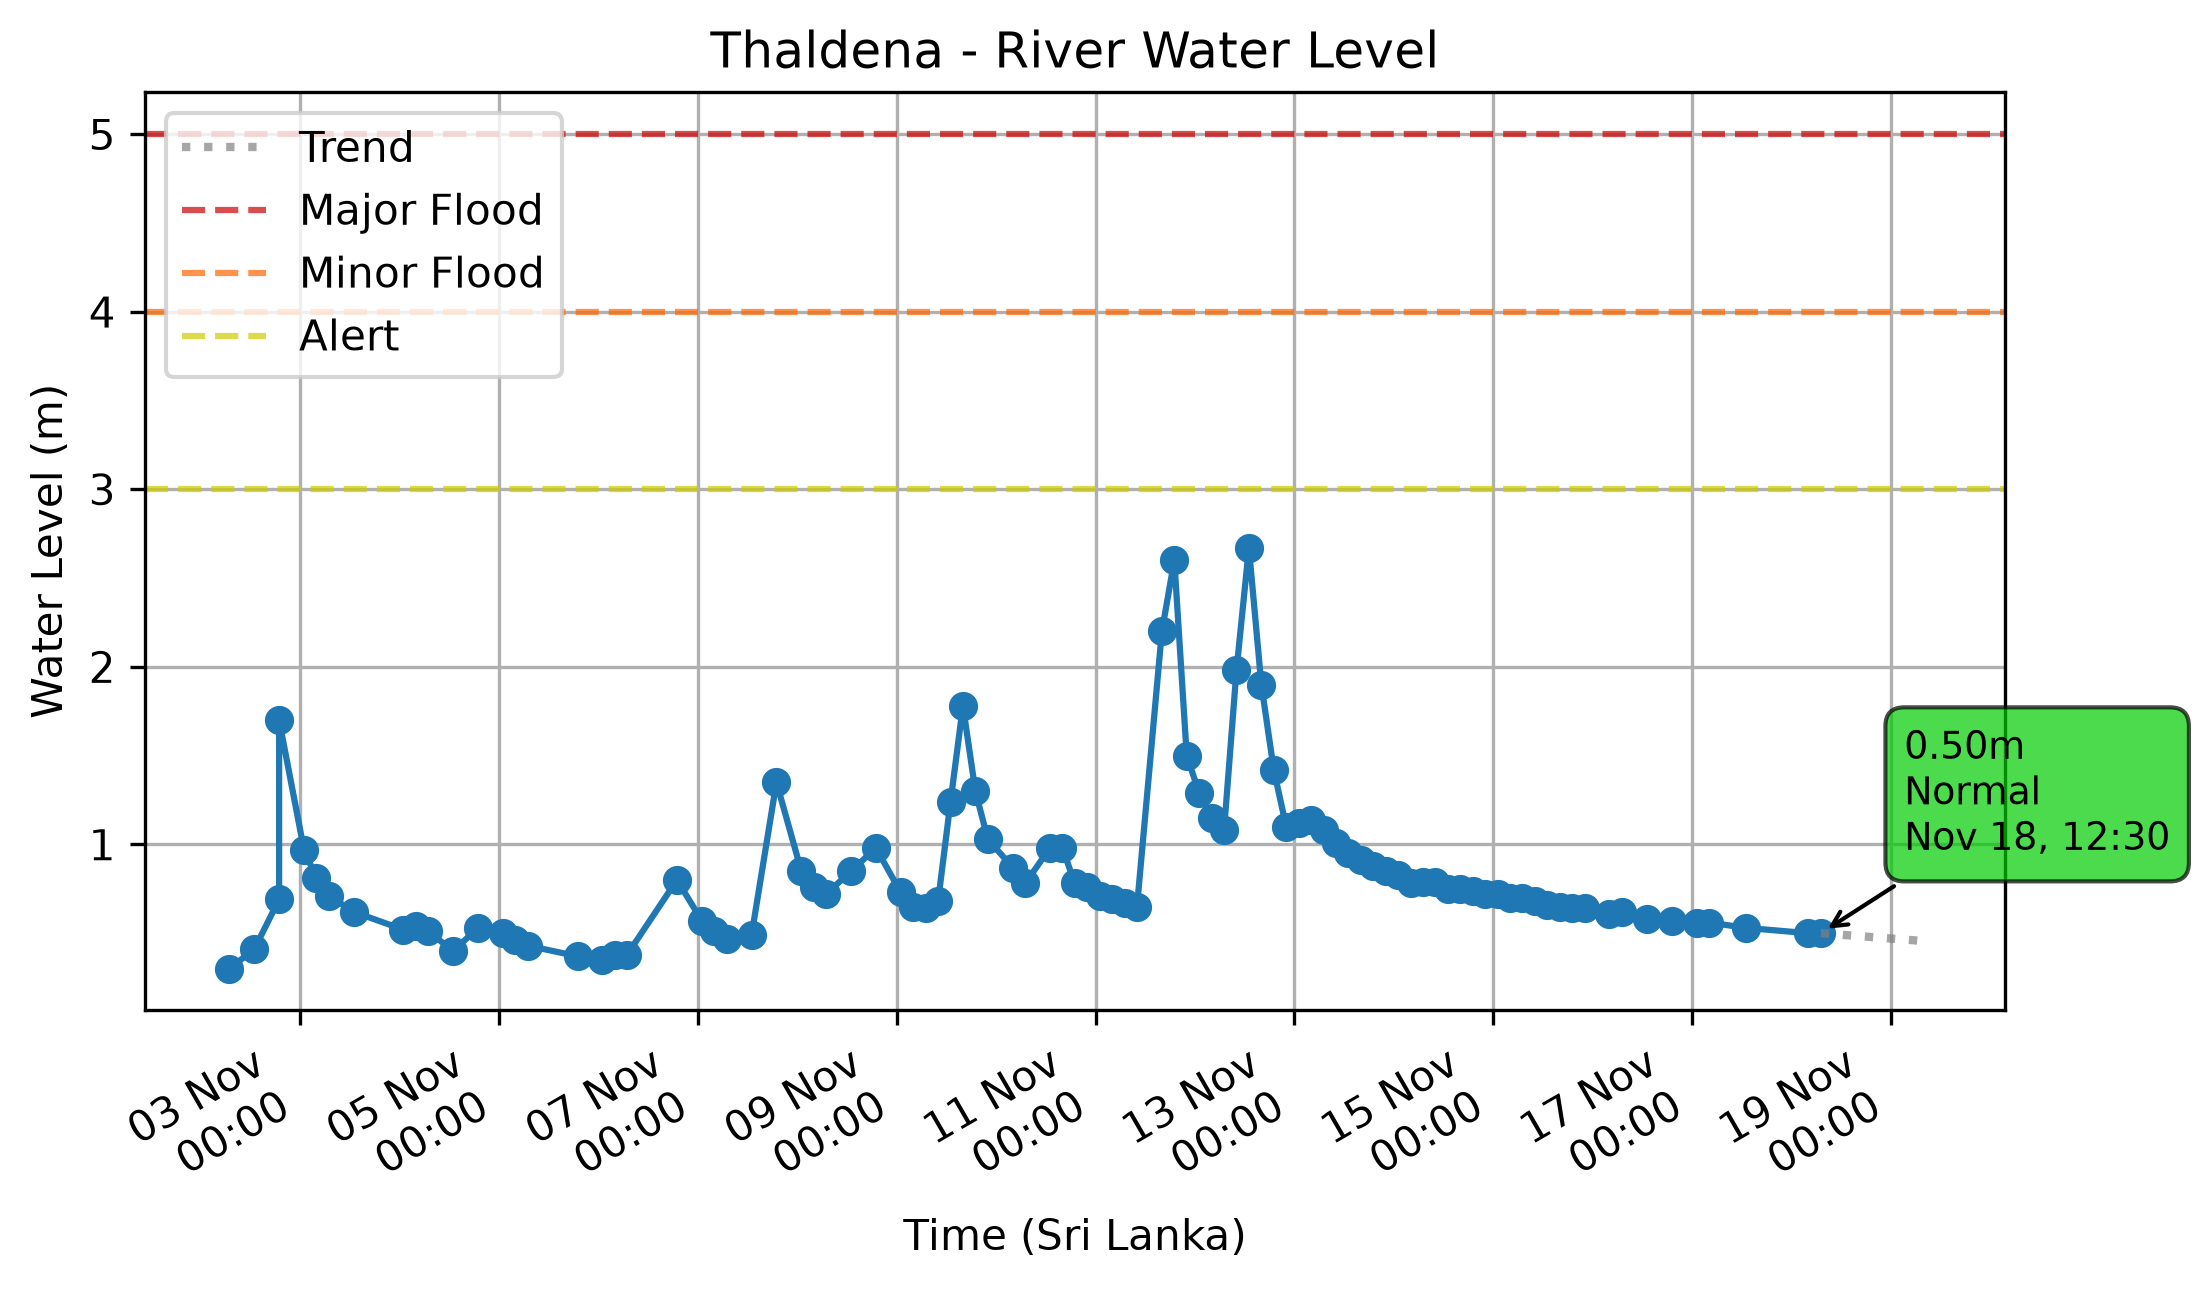 Thaldena - River Water Level
Trend
Major Flood
Minor Flood
Alert
Water Level (m)
5
4
3
2
1
0.50m
Normal
Nov 18, 12:30
03 Nov
00:00
05 Nov
00:00
07 Nov
00:00
09 Nov
00:00
11 Nov
00:00
13 Nov
00:00
15 Nov
00:00
17 Nov
00:00
19 Nov
00:00
Time (Sri Lanka)